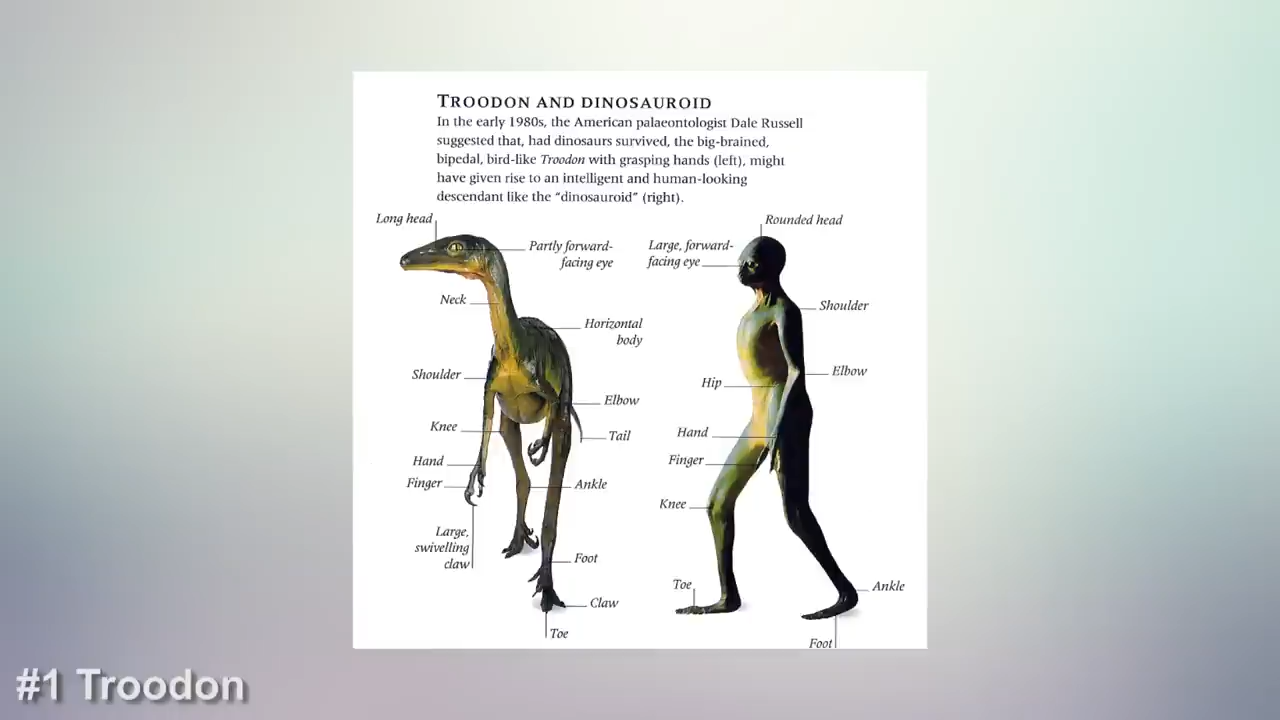 TROODON AND DINOSAUROID
In the early 1980s, the American palaeontologist Dale Russell
suggested that, had dinosaurs survived, the big-brained,
bipedal, bird-like Troodon with grasping hands (left), might
have given rise to an intelligent and human-looking
descendant like the “dinosauroid” (right).
Long head
Partly forward-
facing eye
Neck
Horizontal
body
Shoulder
Elbow
Knee
Tail
Hand
Finger
Ankle
Large,
swivelling
claw
Foot
Claw
Toe
Rounded head
Large, forward-
facing eye
Shoulder
Elbow
Hip
Hand
Finger
Knee
Toe
Ankle
Foot
#1 Troodon